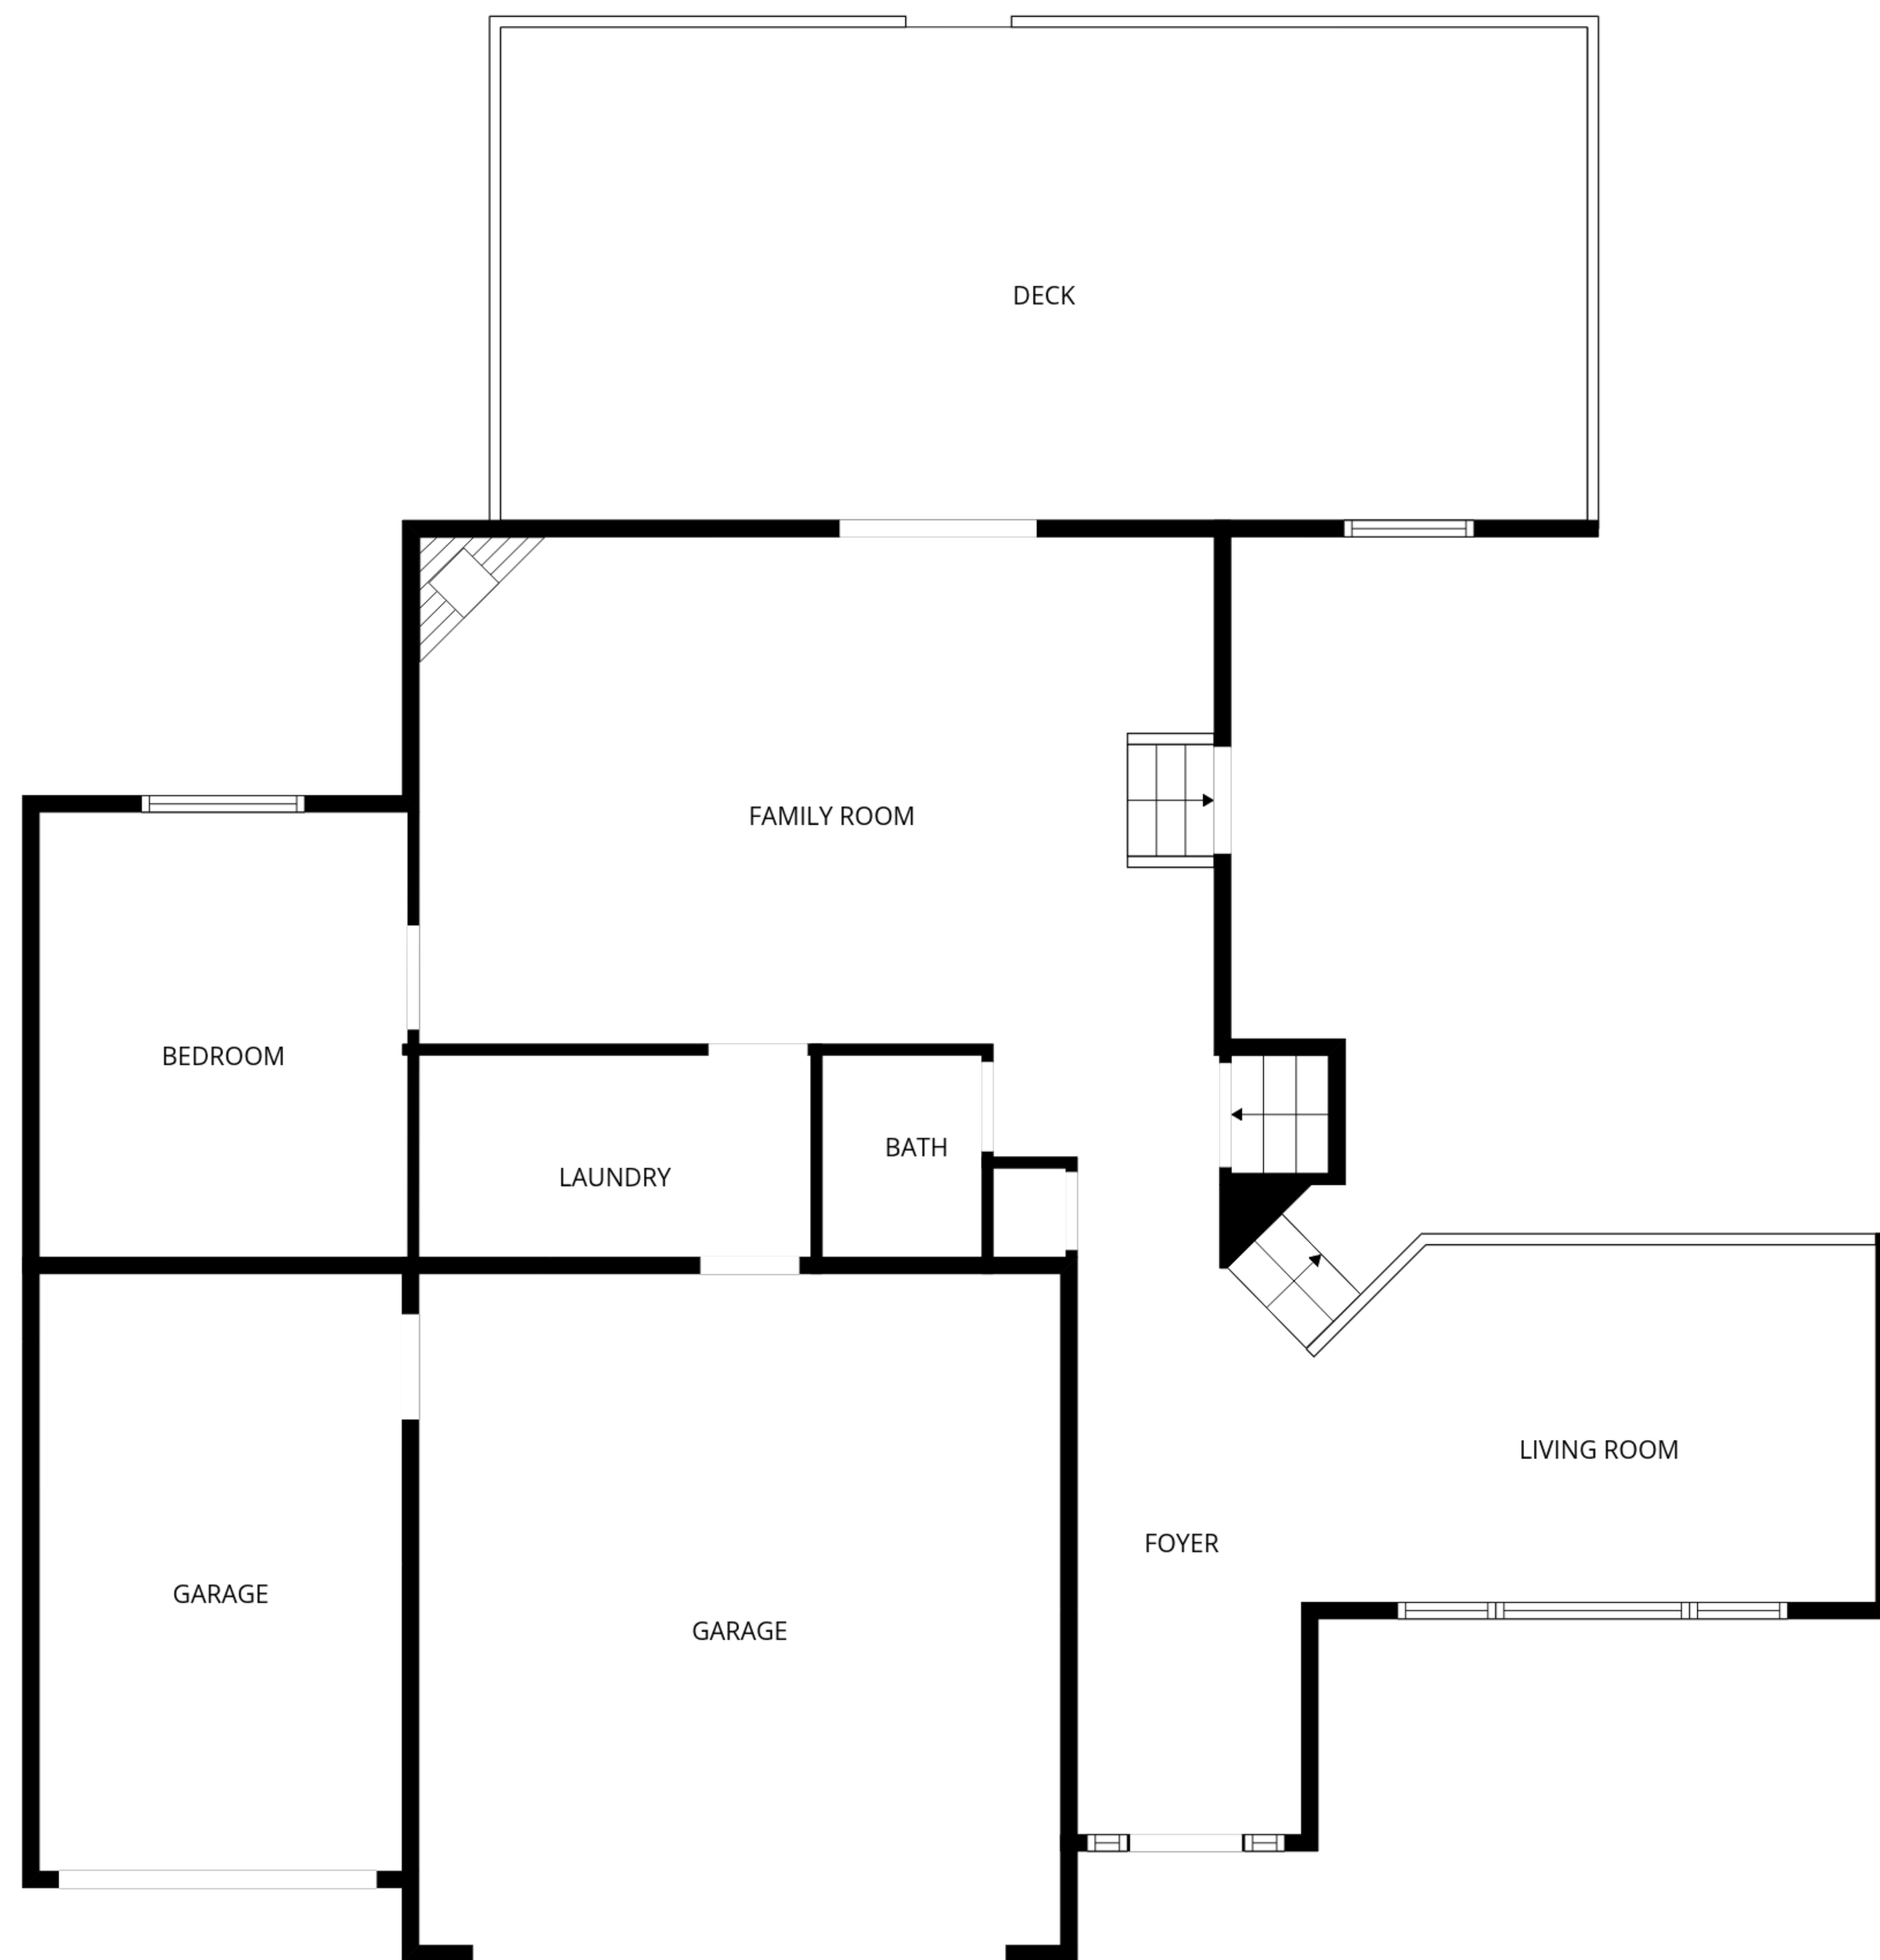 DECK
FAMILY ROOM
BEDROOM
BATH
LAUNDRY
LIVING ROOM
FOYER
GARAGE
GARAGE